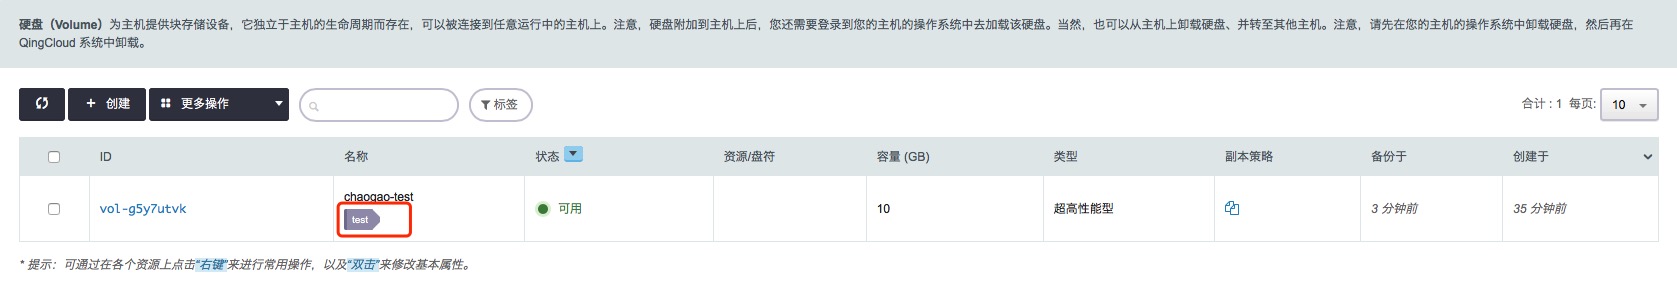 硬盘（Volume）为主机提供块存储设备，它独立于主机的生命周期而存在，可以被连接到任意运行中的主机上。注意，硬盘附加到主机上后，您还需要登录到您的主机的操作系统中去加载该硬盘。当然，也可以从主机上卸载硬盘、并转至其他主机。注意，请先在您的主机的操作系统中卸载硬盘，然后再在
QingCloud 系统中卸载。
+ 创建 更多操作 标签 合计：1 每页: 10
ID 名称 状态 资源/盘符 容量 (GB) 类型 副本策略 备份于 创建于
chaogao-test
vol-g5y7utvk test 可用 10 超高性能型 3 分钟前 35 分钟前
* 提示：可通过在各个资源上点击“右键”来进行常用操作，以及“双击”来修改基本属性。